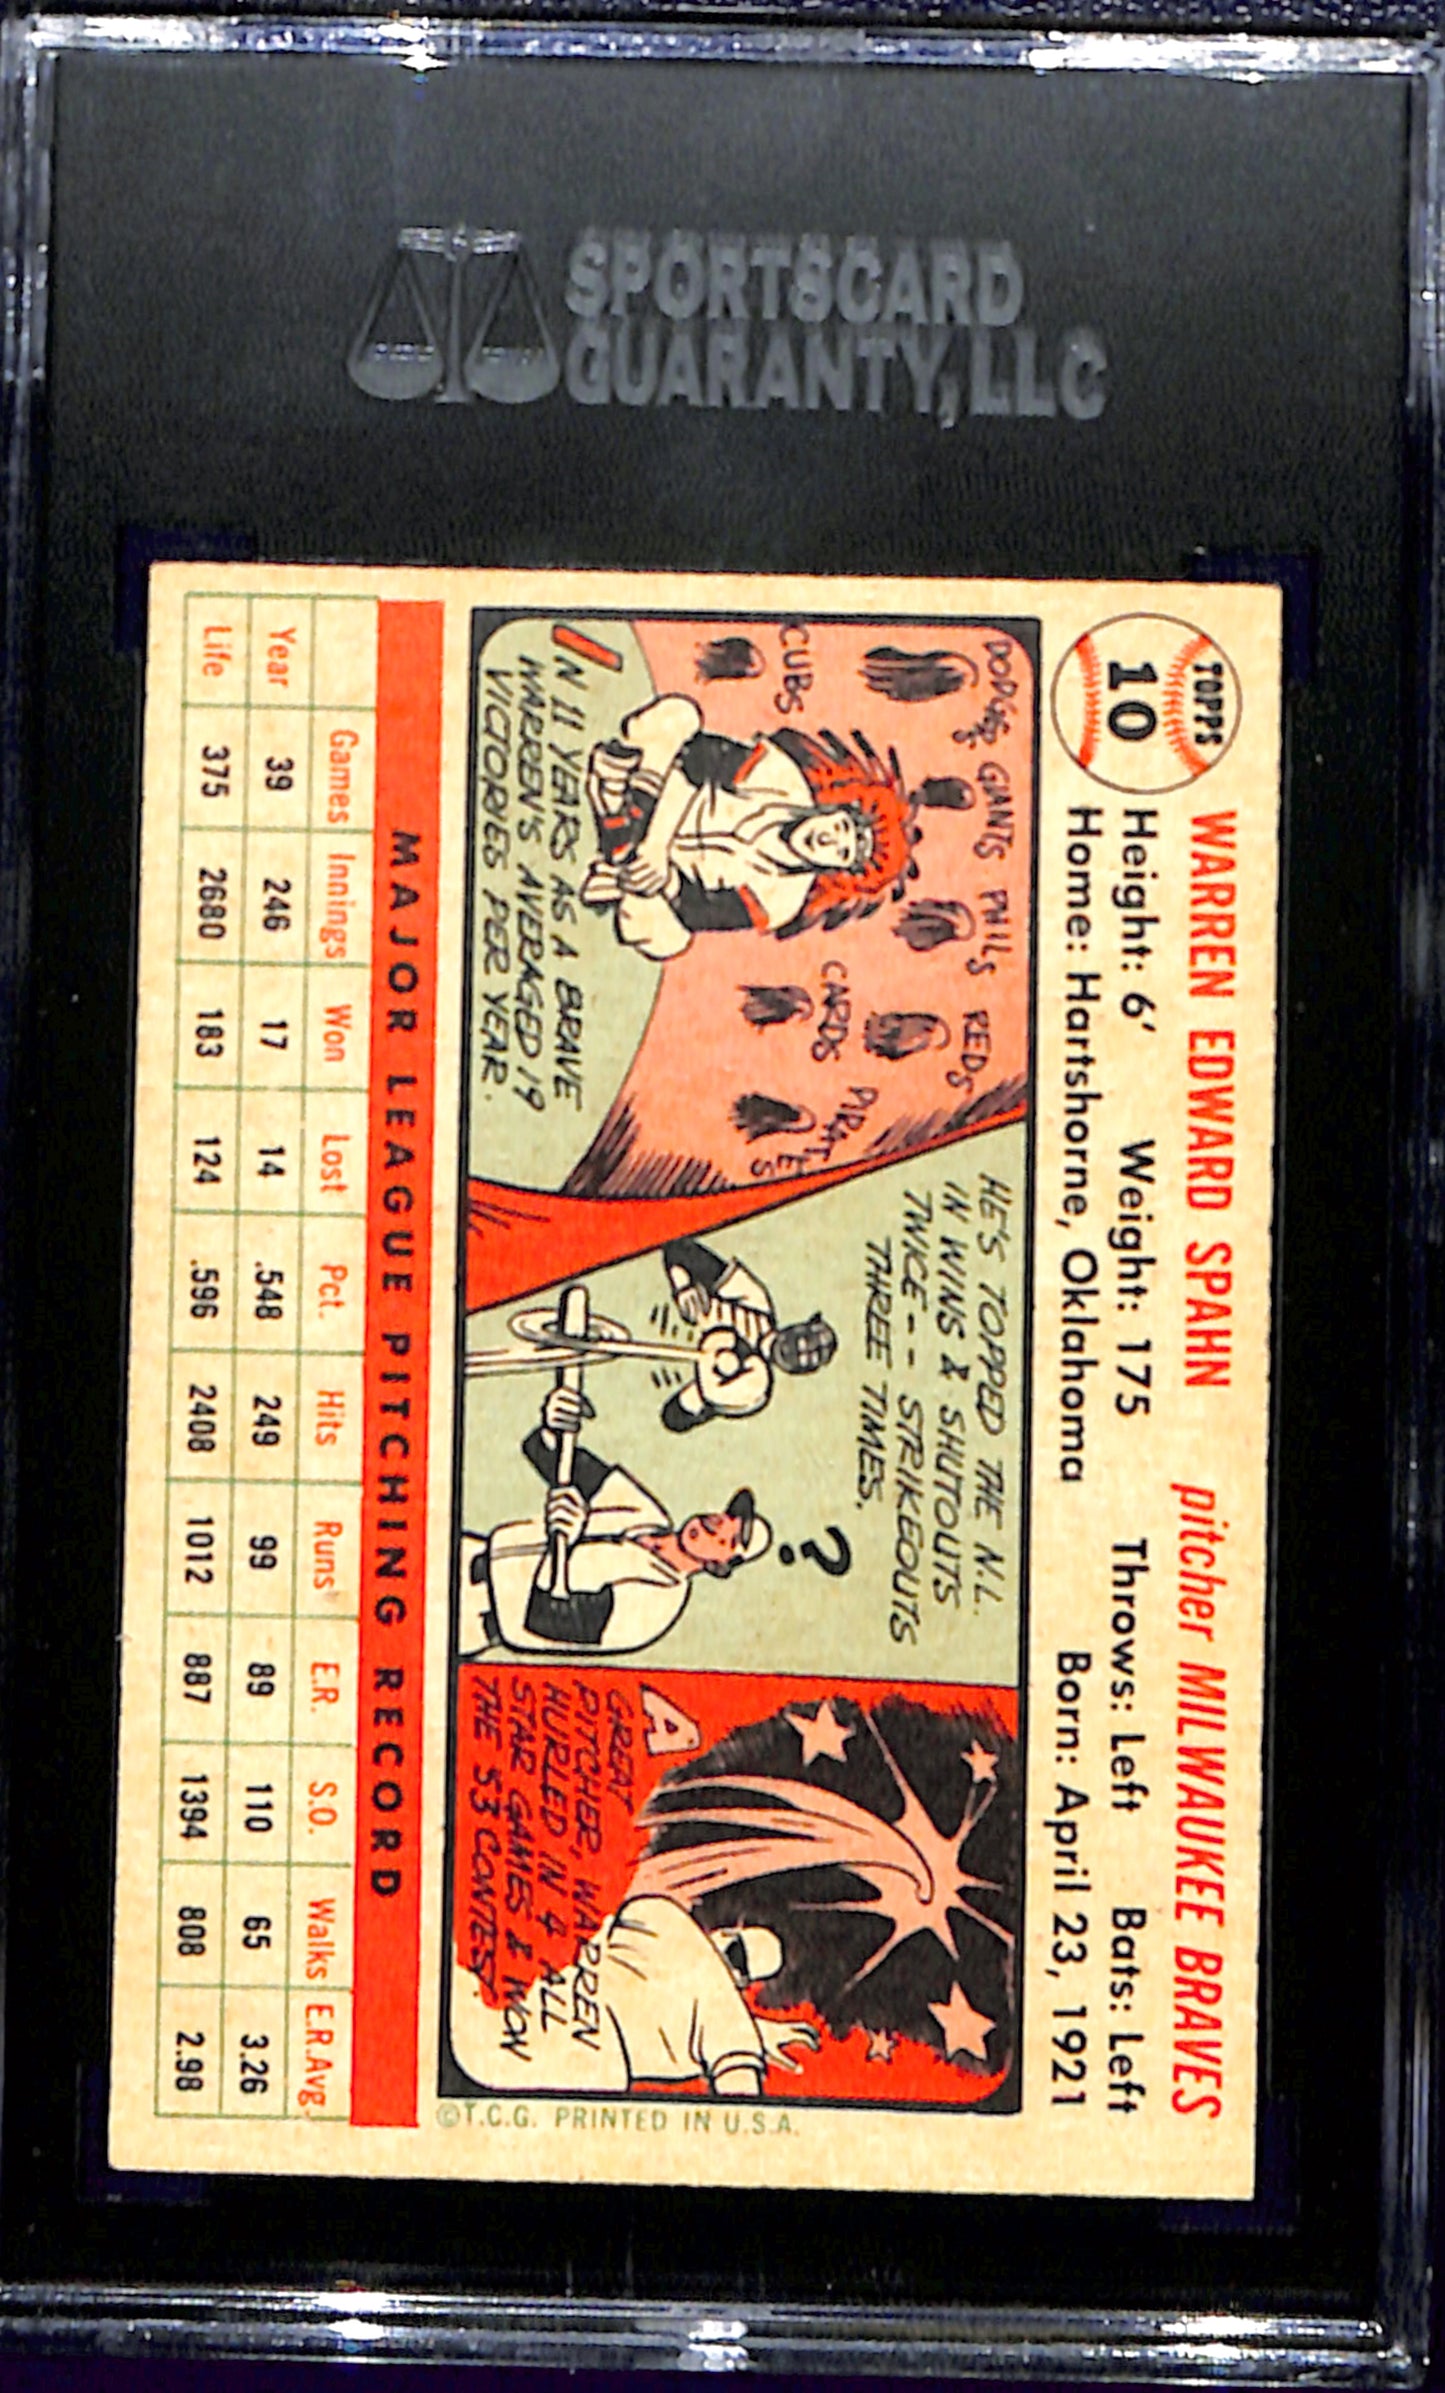 SPORTSCARD
GUARANTY, LLC
TOPPS
10
WARREN EDWARD SPAHN pitcher MILWAUKEE BRAVES
Height: 6' Weight: 175 Throws: Left Bats: Left
Home: Hartshorne, Oklahoma Born: April 23, 1921
DODGERS
GIANTS
PHILS
REDS
CUBS
CARDS
PIRATES
IN 11 YEARS AS A BRAVE
WARREN'S AVERAGED 19
VICTORIES PER YEAR.
HE'S TOPPED THE N.L.
IN WINS & SHUTOUTS
TWICE-- STRIKEOUTS
THREE TIMES.
?
A
GREAT
PITCHER, WARREN
HURLED IN 4 ALL
STAR GAMES & WON
THE '53 CONTEST.
©T.C.G. PRINTED IN U.S.A.
MAJOR LEAGUE PITCHING RECORD
Games Innings Won Lost Pct. Hits Runs E.R. S.O. Walks E.R.Avg.
Year 39 246 17 14 .548 249 99 89 110 65 3.26
Life 375 2680 183 124 .596 2408 1012 887 1394 808 2.98